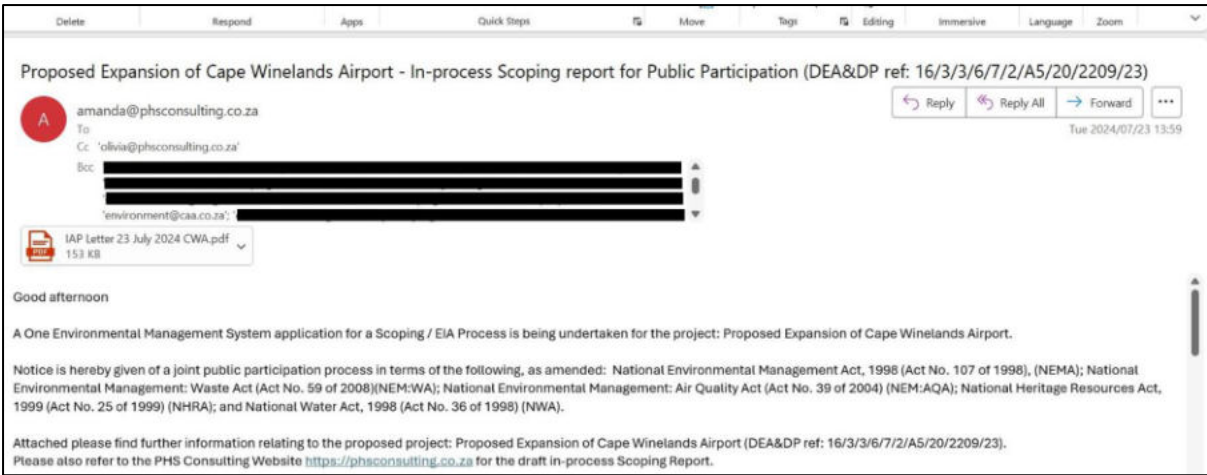 Delete Respond Apps Quick Steps Move Tags Editing Immersive Language Zoom
Proposed Expansion of Cape Winelands Airport - In-process Scoping report for Public Participation (DEA&DP ref: 16/3/3/6/7/2/A5/20/2209/23)
A
amanda@phsconsulting.co.za
Reply Reply All Forward
To
Tue 2024/07/23 13:59
Cc 'olivia@phsconsulting.co.za'
Bcc
'environment@caa.co.za';
PDF
IAP Letter 23 July 2024 CWA.pdf
153 KB
Good afternoon
A One Environmental Management System application for a Scoping / EIA Process is being undertaken for the project: Proposed Expansion of Cape Winelands Airport.
Notice is hereby given of a joint public participation process in terms of the following, as amended: National Environmental Management Act, 1998 (Act No. 107 of 1998), (NEMA); National
Environmental Management: Waste Act (Act No. 59 of 2008)(NEM:WA); National Environmental Management: Air Quality Act (Act No. 39 of 2004) (NEM:AQA); National Heritage Resources Act,
1999 (Act No. 25 of 1999) (NHRA); and National Water Act, 1998 (Act No. 36 of 1998) (NWA).
Attached please find further information relating to the proposed project: Proposed Expansion of Cape Winelands Airport (DEA&DP ref: 16/3/3/6/7/2/A5/20/2209/23).
Please also refer to the PHS Consulting Website https://phsconsulting.co.za for the draft in-process Scoping Report.